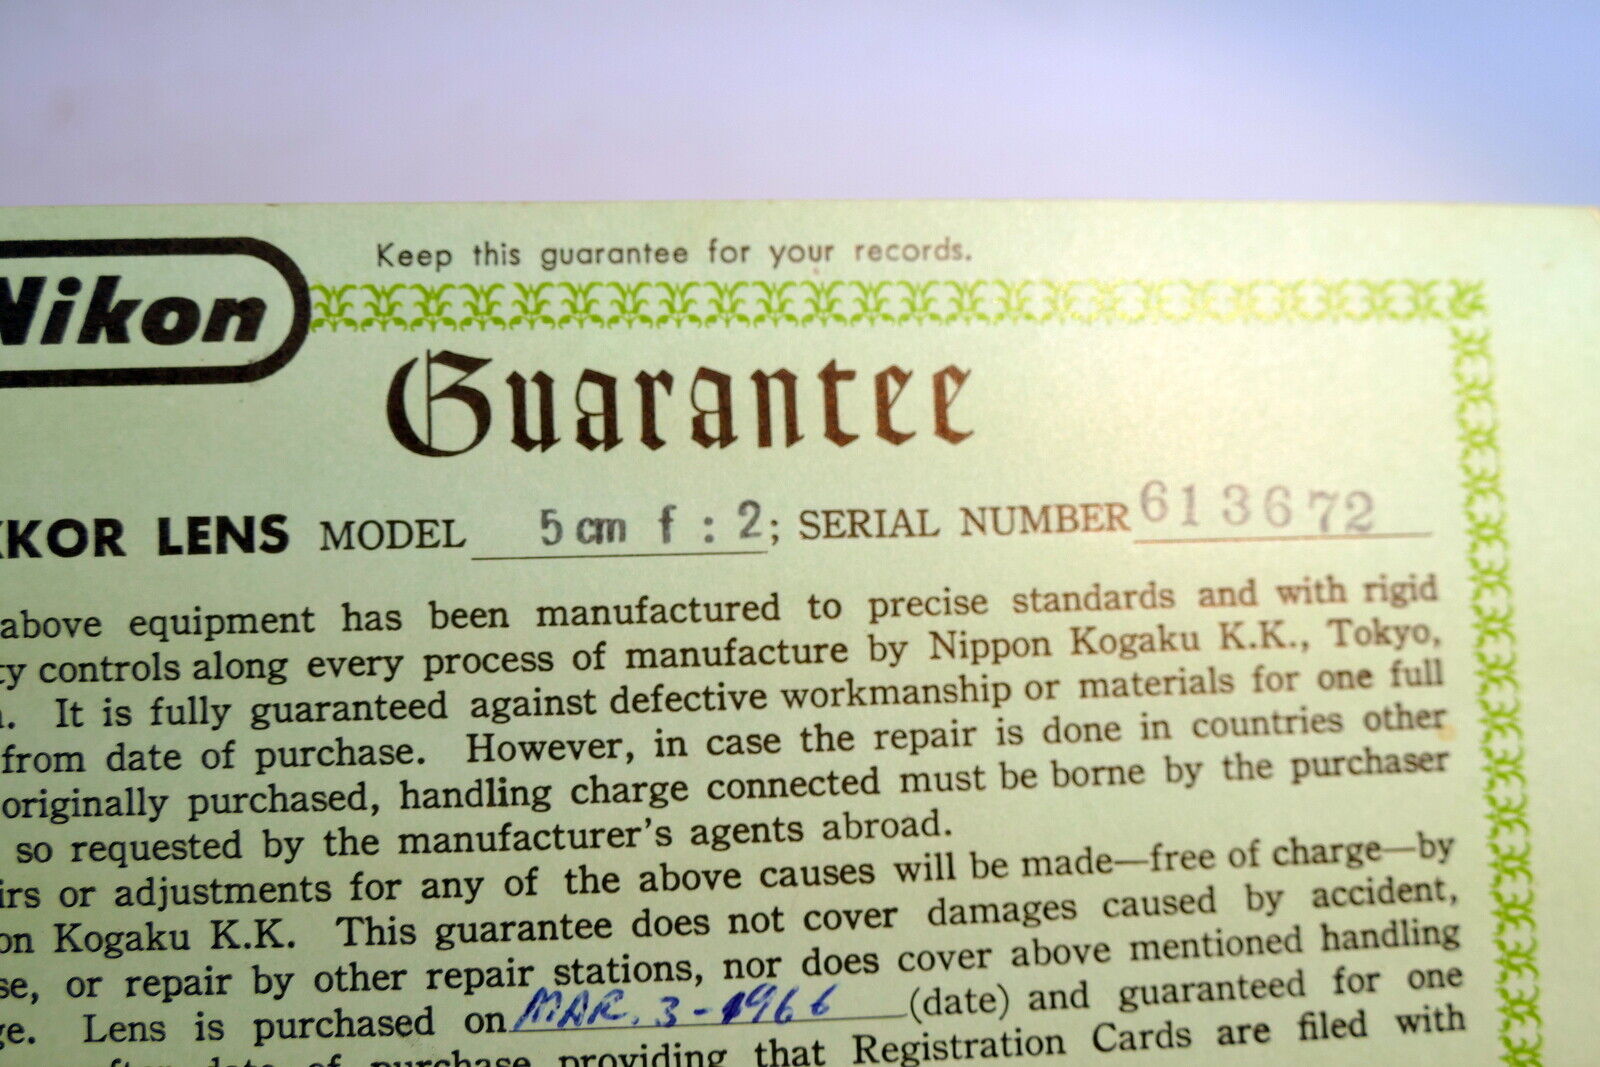 Keep this guarantee for your records.
Nikon
Guarantee
KOR LENS MODEL 5 cm f : 2; SERIAL NUMBER 613672
above equipment has been manufactured to precise standards and with rigid
ty controls along every process of manufacture by Nippon Kogaku K.K., Tokyo,
. It is fully guaranteed against defective workmanship or materials for one full
from date of purchase. However, in case the repair is done in countries other
originally purchased, handling charge connected must be borne by the purchaser
so requested by the manufacturer's agents abroad.
irs or adjustments for any of the above causes will be made—free of charge—by
on Kogaku K.K. This guarantee does not cover damages caused by accident,
se, or repair by other repair stations, nor does cover above mentioned handling
ge. Lens is purchased on MAR. 3-1966 (date) and guaranteed for one
after date of purchase providing that Registration Cards are filed with